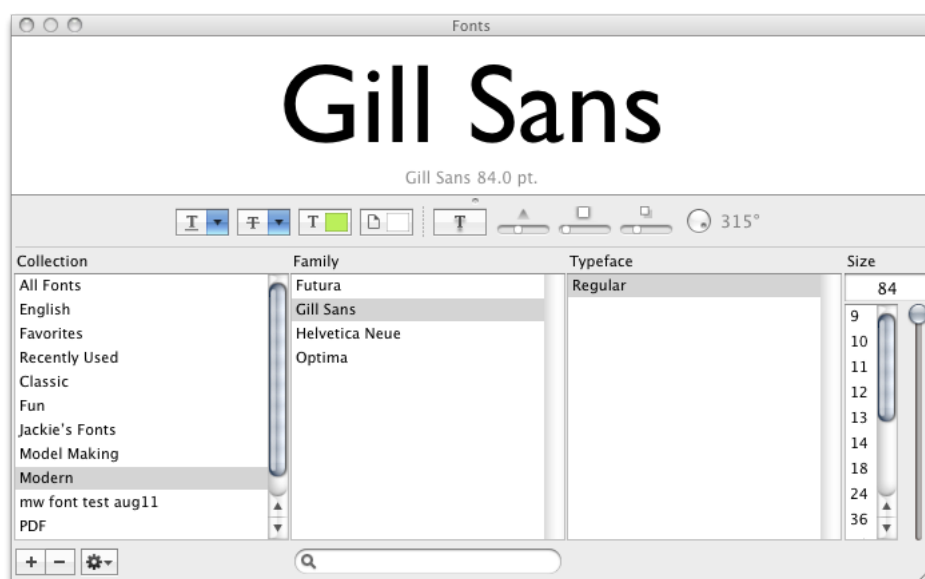 Fonts
Gill Sans
Gill Sans 84.0 pt.
T T T T 315°
Collection Family Typeface Size
All Fonts Futura Regular 84
English Gill Sans 9
Favorites Helvetica Neue 10
Recently Used Optima 11
Classic 12
Fun 13
Jackie's Fonts 14
Model Making 18
Modern 24
mw font test aug11 36
PDF